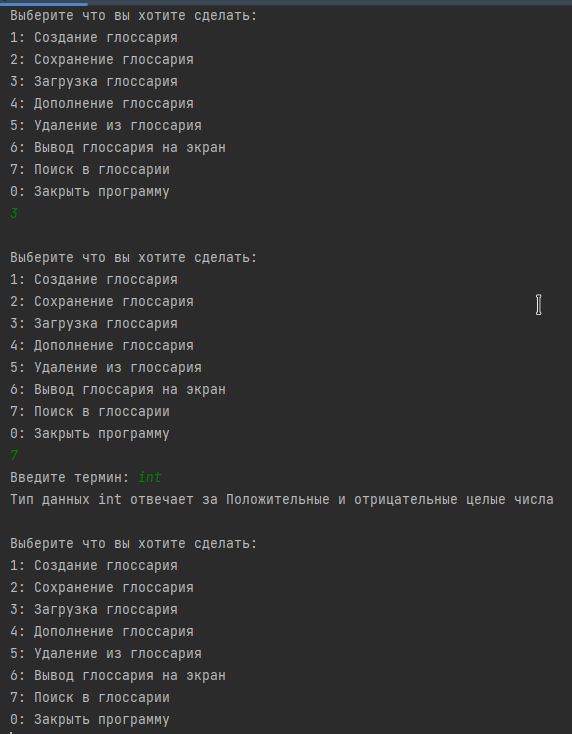 Выберите что вы хотите сделать:
1: Создание глоссария
2: Сохранение глоссария
3: Загрузка глоссария
4: Дополнение глоссария
5: Удаление из глоссария
6: Вывод глоссария на экран
7: Поиск в глоссарии
0: Закрыть программу
3
Выберите что вы хотите сделать:
1: Создание глоссария
2: Сохранение глоссария
3: Загрузка глоссария
4: Дополнение глоссария
5: Удаление из глоссария
6: Вывод глоссария на экран
7: Поиск в глоссарии
0: Закрыть программу
7
Введите термин: int
Тип данных int отвечает за Положительные и отрицательные целые числа
Выберите что вы хотите сделать:
1: Создание глоссария
2: Сохранение глоссария
3: Загрузка глоссария
4: Дополнение глоссария
5: Удаление из глоссария
6: Вывод глоссария на экран
7: Поиск в глоссарии
0: Закрыть программу